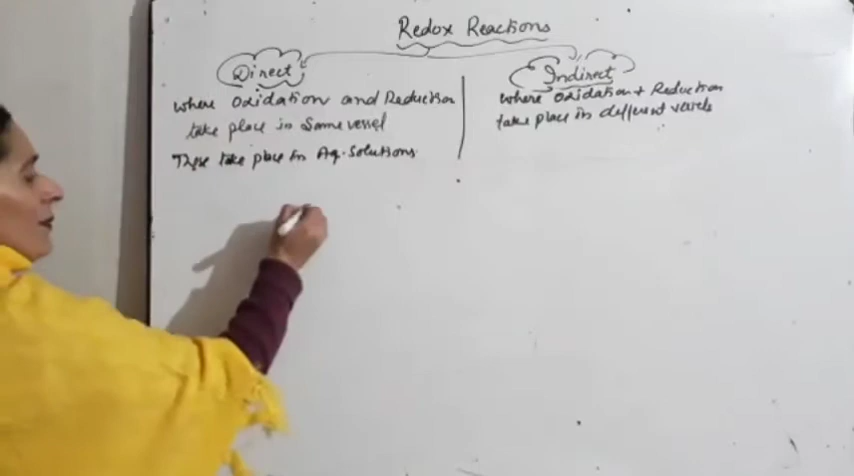 Redox Reactions
Direct
where Oxidation and Reduction
take place in Same vessel
These take place in Aq. Solutions
Indirect
where Oxidation + Reduction
take place in different vessels